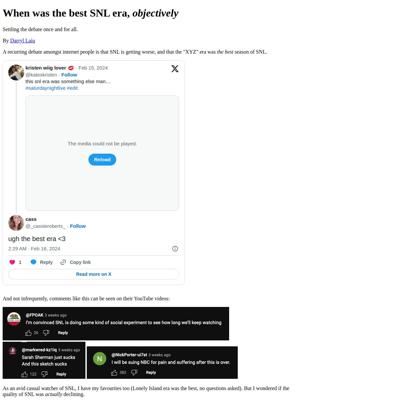 When was the best SNL era, objectively
Settling the debate once and for all.
By Darryl Laiu
A recurring debate amongst internet people is that SNL is getting worse, and that the "XYZ" era was the best season of SNL.
kristen wiig lover 💋 · Feb 15, 2024
@kateskristen · Follow
this snl era was something else man....
#saturdaynightlive #edit
The media could not be played.
Reload
cass
@_cassieroberts_ · Follow
ugh the best era <3
2:29 AM · Feb 16, 2024
1 Reply Copy link
Read more on X
And not infrequently, comments like this can be seen on their YouTube videos:
@FPOAK 3 weeks ago
I'm convinced SNL is doing some kind of social experiment to see how long we'll keep watching
Reply
3 weeks ago
Sarah Sherman just sucks
And this sketch sucks
Reply
3 weeks ago
I will be suing NBC for pain and suffering after this is over.
Reply
As an avid casual watcher of SNL, I have my favourites too (Lonely Island era was the best, no questions asked). But I wondered if the
quality of SNL was actually declining.